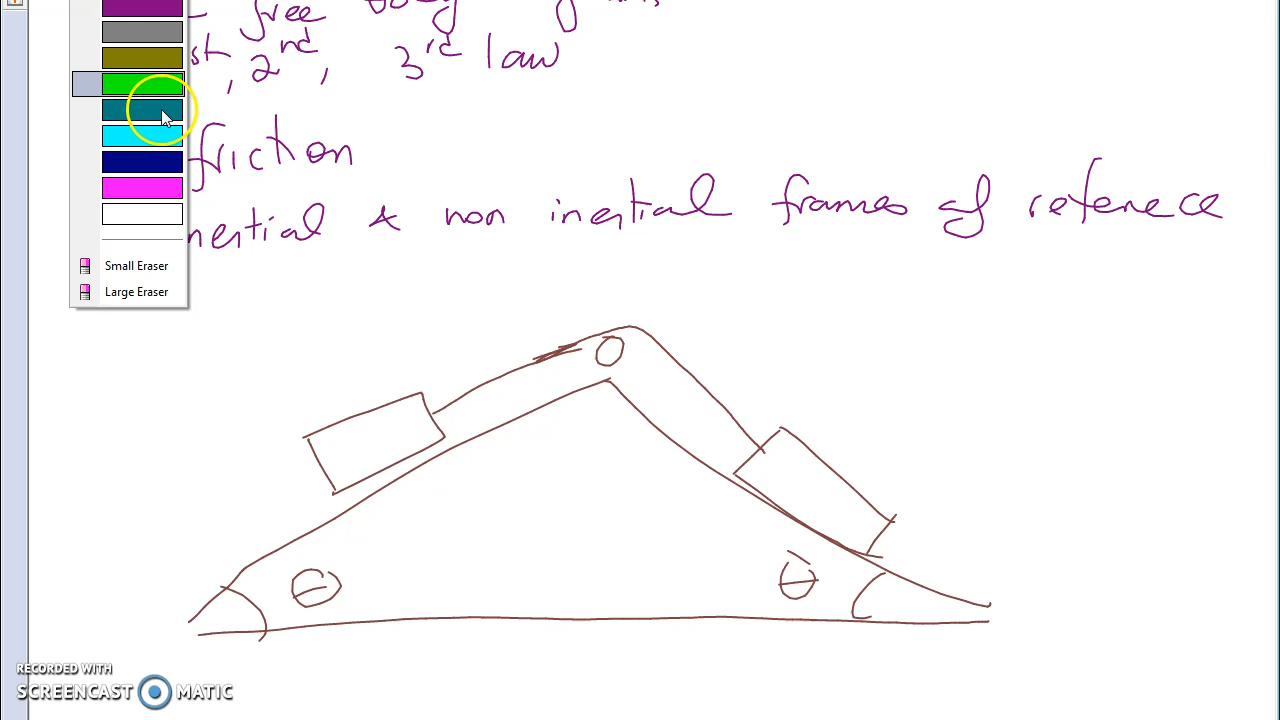 free body
st, 2nd, 3rd law
friction
nertial & non inertial frames of referece
Small Eraser
Large Eraser
θ
θ
RECORDED WITH
SCREENCAST MATIC